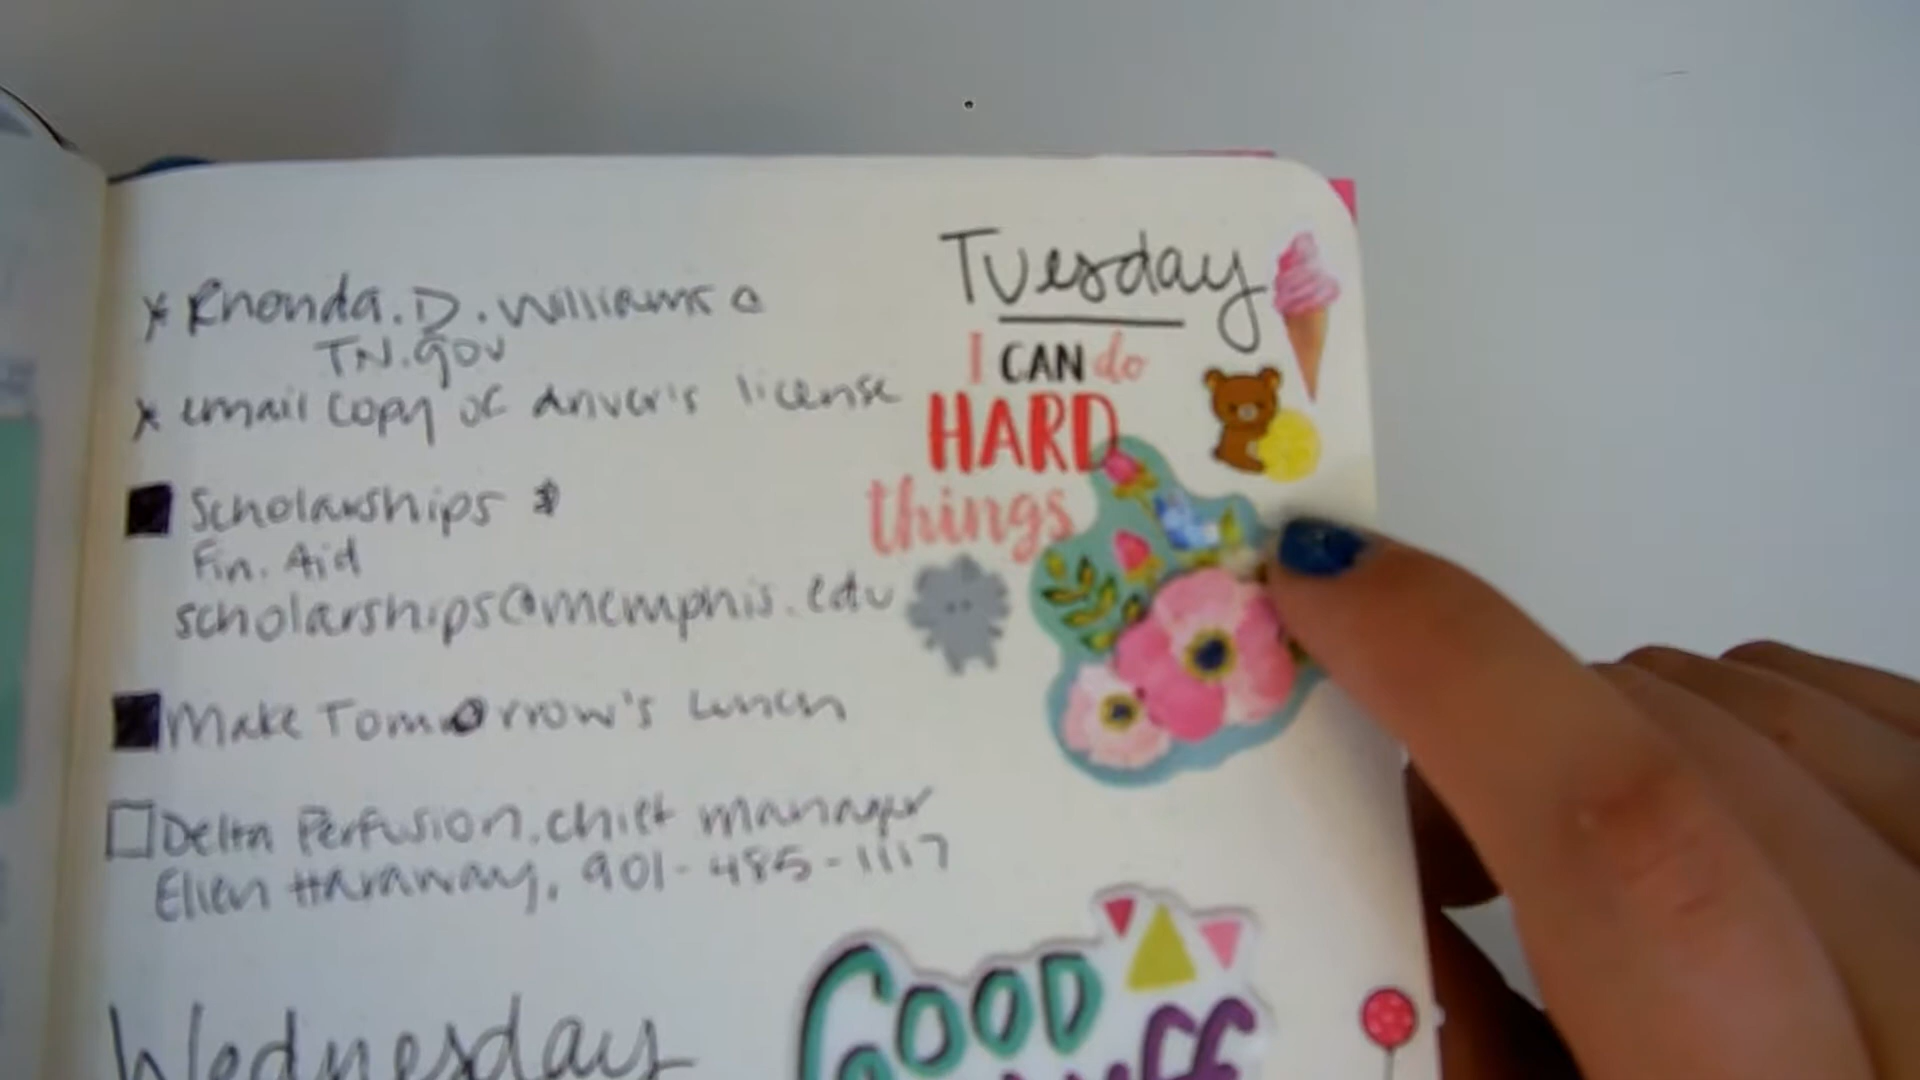 Tuesday
x Rhonda.D.Williams@
TN.gov
I CAN do
HARD
things
x email copy of driver's license
Scholarships $
Fin. Aid
scholarships@memphis.edu
Make Tomorrow's Lunch
Delta Perfusion, chief manager
Ellen Haraway, 901-485-1117
GOOD
Wednesday